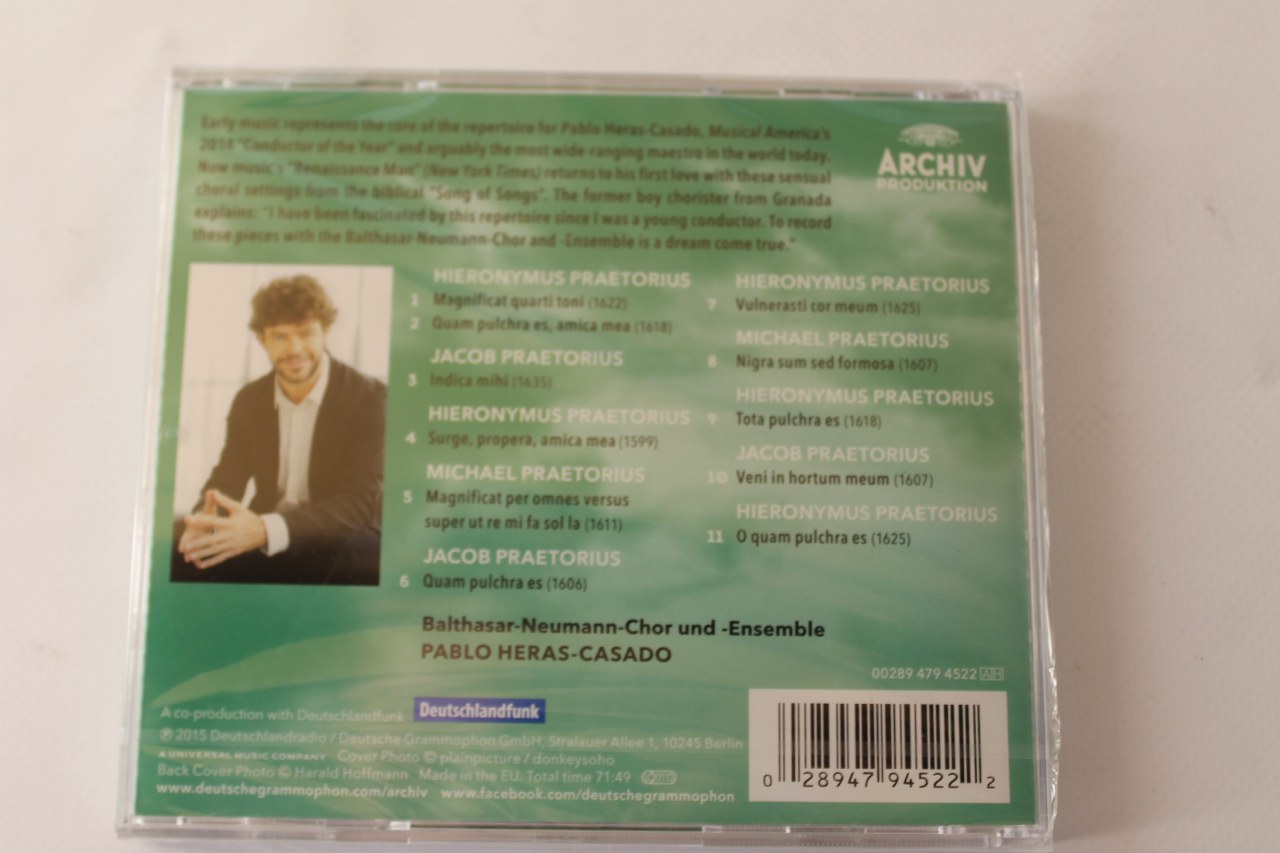 Early music represents the core of the repertoire for Pablo Heras-Casado, Musical America's
2014 "Conductor of the Year" and arguably the most wide-ranging maestro in the world today.
Now music's "Renaissance Man" (New York Times) returns to his first love with these sensual
choral settings from the biblical "Song of Songs". The former boy chorister from Granada
explains: "I have been fascinated by this repertoire since I was a young conductor. To record
these pieces with the Balthasar-Neumann-Chor and -Ensemble is a dream come true."
ARCHIV
PRODUKTION
HIERONYMUS PRAETORIUS
1 Magnificat quarti toni (1622)
2 Quam pulchra es, amica mea (1618)
JACOB PRAETORIUS
3 Indica mihi (1635)
HIERONYMUS PRAETORIUS
4 Surge, propera, amica mea (1599)
MICHAEL PRAETORIUS
5 Magnificat per omnes versus
super ut re mi fa sol la (1611)
JACOB PRAETORIUS
6 Quam pulchra es (1606)
HIERONYMUS PRAETORIUS
7 Vulnerasti cor meum (1625)
MICHAEL PRAETORIUS
8 Nigra sum sed formosa (1607)
HIERONYMUS PRAETORIUS
9 Tota pulchra es (1618)
JACOB PRAETORIUS
10 Veni in hortum meum (1607)
HIERONYMUS PRAETORIUS
11 O quam pulchra es (1625)
Balthasar-Neumann-Chor und -Ensemble
PABLO HERAS-CASADO
00289 479 4522 AIH
A co-production with Deutschlandfunk Deutschlandfunk
℗ 2015 Deutschlandradio / Deutsche Grammophon GmbH, Stralauer Allee 1, 10245 Berlin
A UNIVERSAL MUSIC COMPANY Cover Photo © plainpicture / donkeysoho
Back Cover Photo © Harald Hoffmann Made in the EU. Total time 71:49
www.deutschegrammophon.com/archiv www.facebook.com/deutschegrammophon
0 28947 94522 2